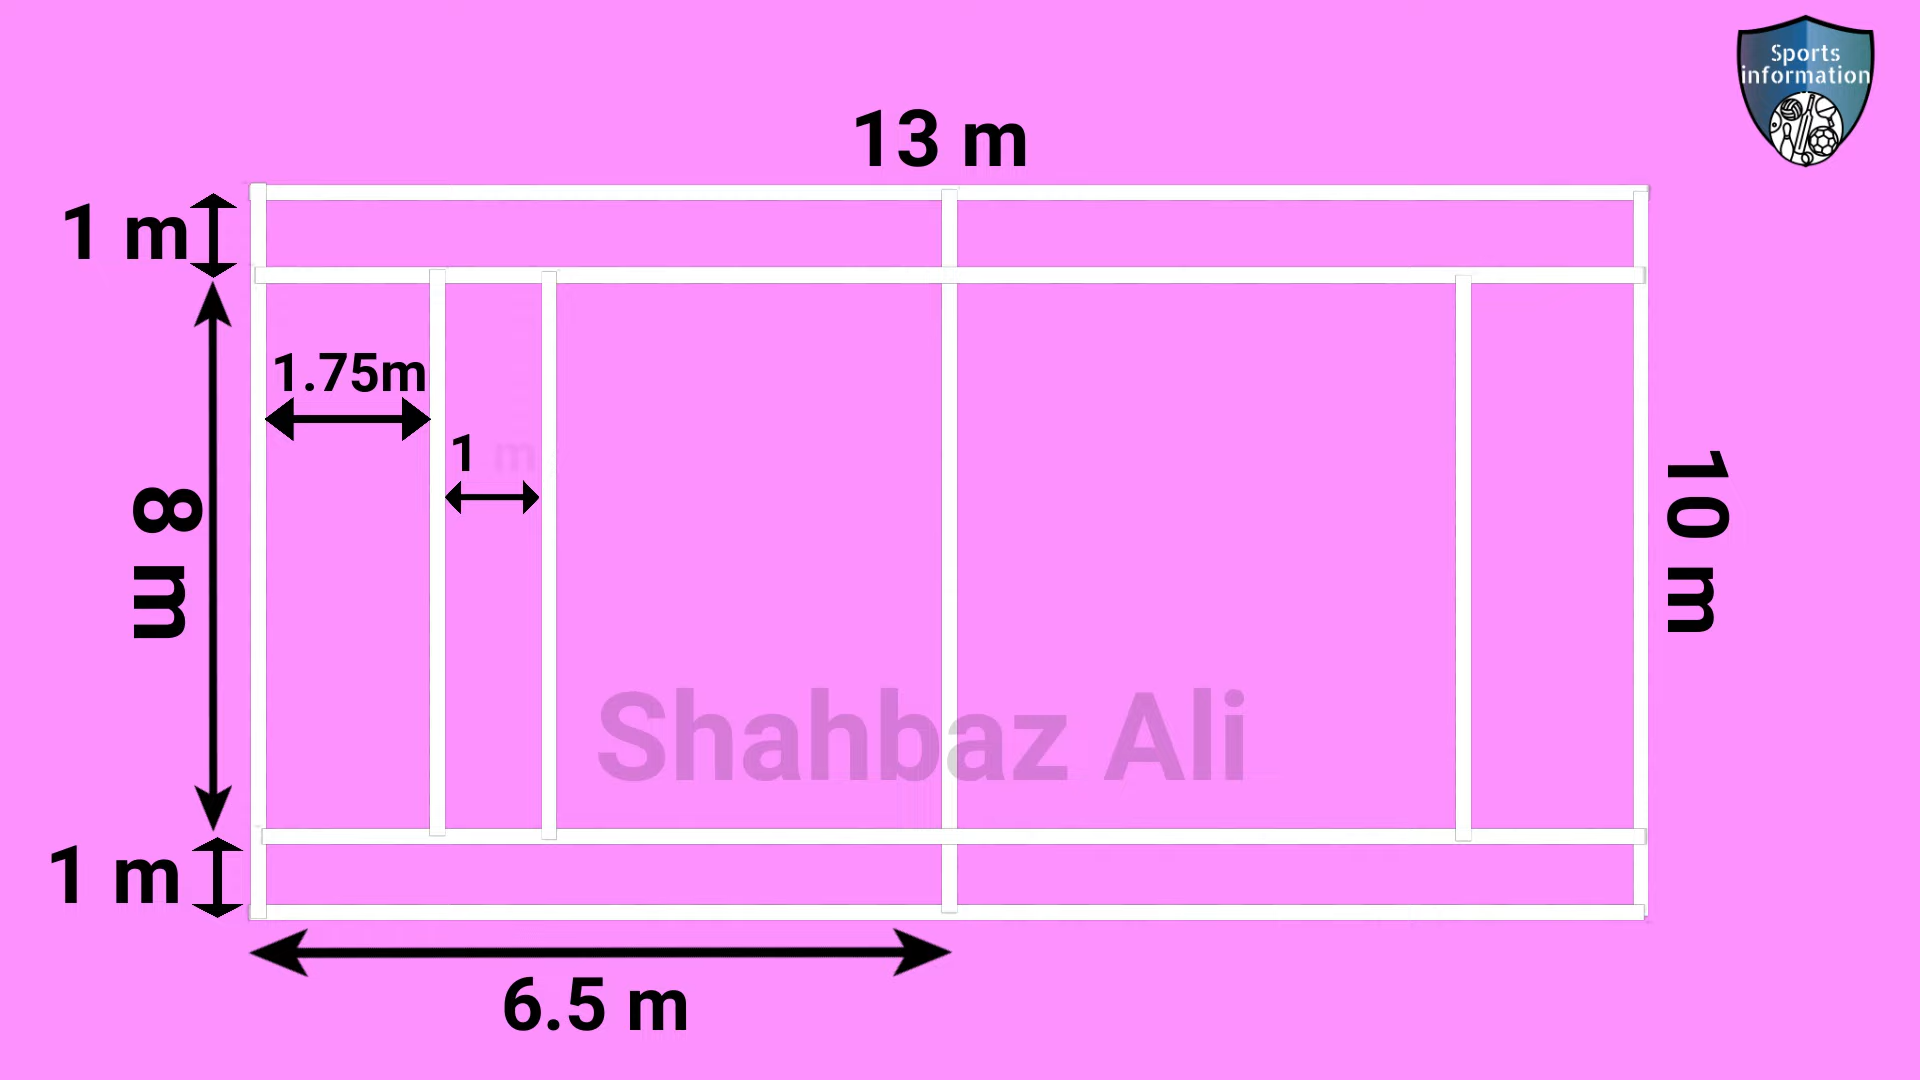 Sports
information
13 m
1 m
1.75m
1 m
8 m
10 m
Shahbaz Ali
1 m
6.5 m